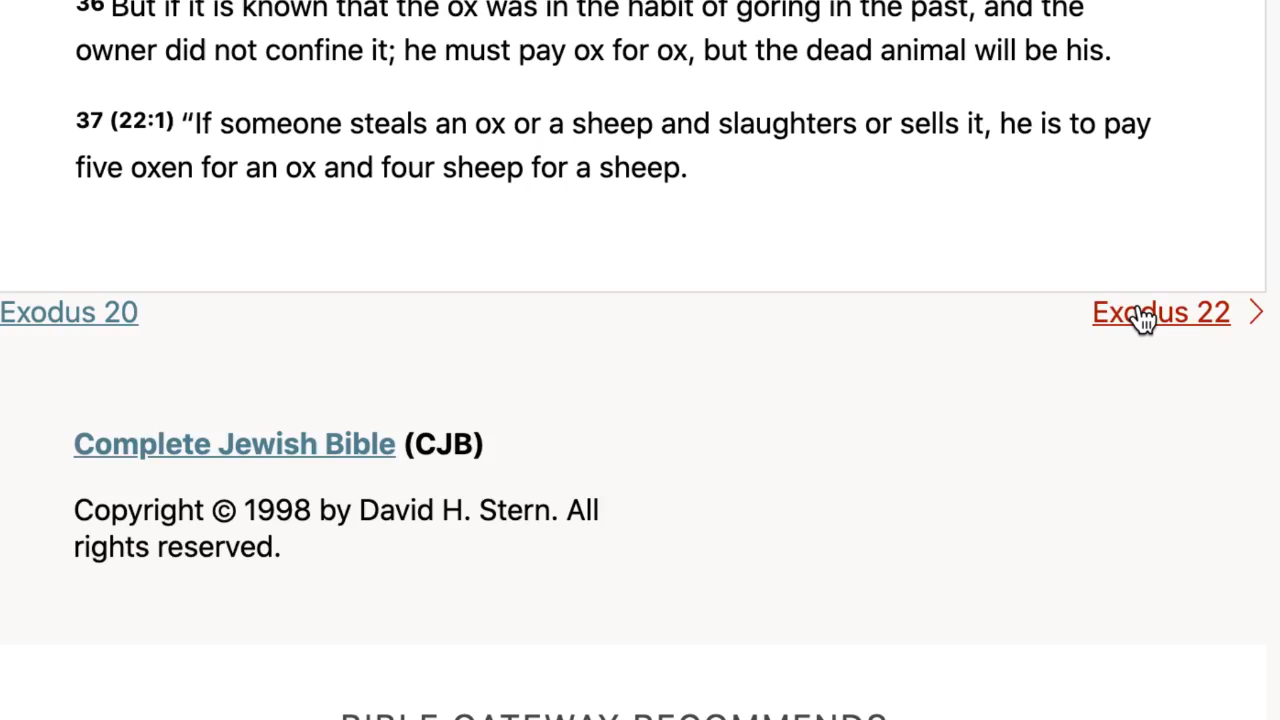 36 But if it is known that the ox was in the habit of goring in the past, and the
owner did not confine it; he must pay ox for ox, but the dead animal will be his.
37 (22:1) “If someone steals an ox or a sheep and slaughters or sells it, he is to pay
five oxen for an ox and four sheep for a sheep.
Exodus 20
Exodus 22
Complete Jewish Bible (CJB)
Copyright © 1998 by David H. Stern. All
rights reserved.
BIBLE GATEWAY RECOMMENDS